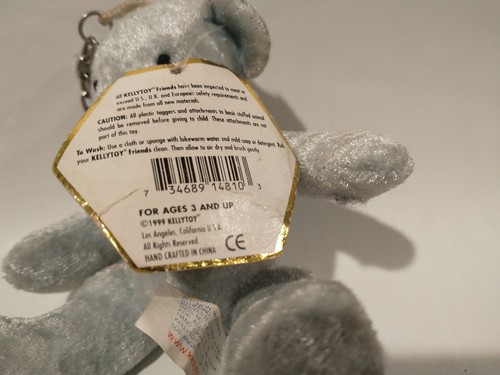 All KELLYTOY Friends have been inspected to meet or
exceed U.S., U.K. and European safety requirements and
are made from all new materials.
CAUTION: All plastic taggers and attachments to basic stuffed animal
should be removed before giving to child. These attachments are not
part of this toy.
To Wash: Use a cloth or sponge with lukewarm water and mild soap or detergent. Rub
your KELLYTOY Friends clean. Then allow to air dry and brush gently.
7 34689 14810 3
FOR AGES 3 AND UP
©1999 KELLYTOY®
Los Angeles, California U.S.A.
All Rights Reserved.
HAND CRAFTED IN CHINA
CE